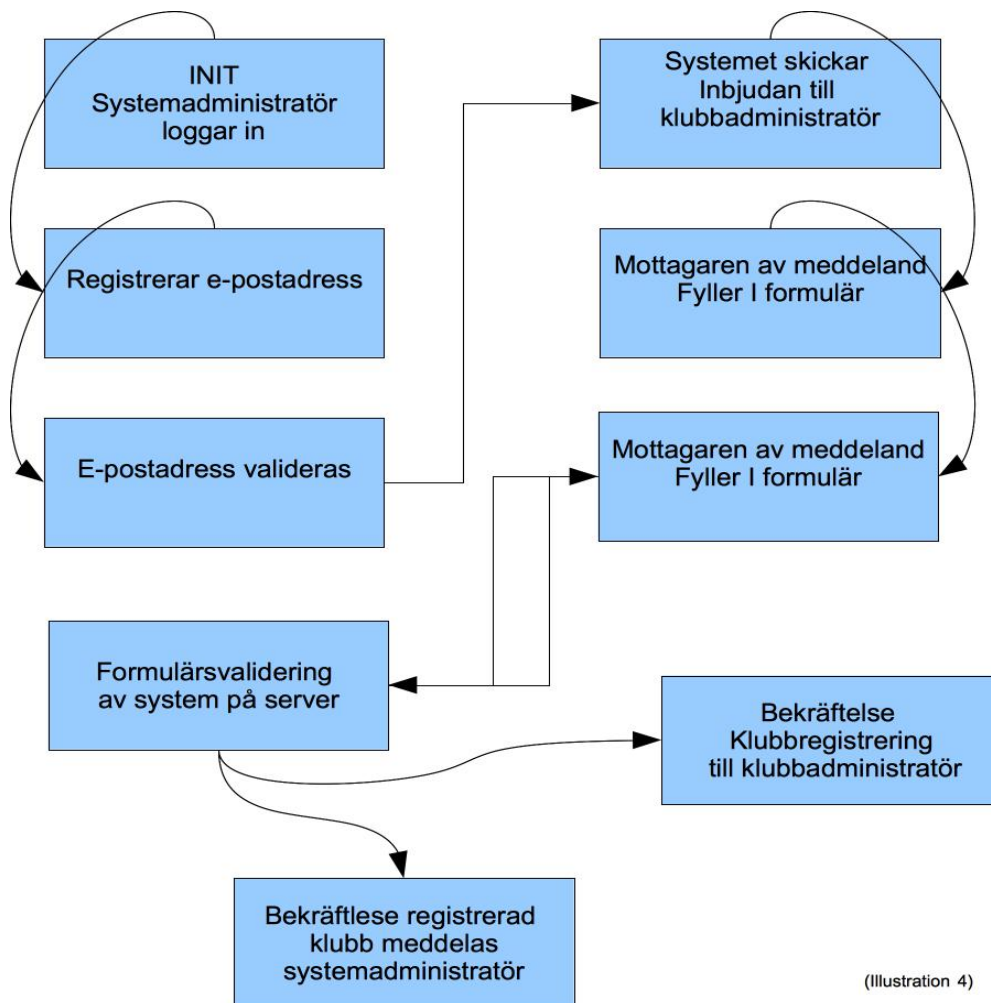 INIT
Systemadministratör
loggar in
Registrerar e-postadress
E-postadress valideras
Systemet skickar
Inbjudan till
klubbadministratör
Mottagaren av meddeland
Fyller I formulär
Mottagaren av meddeland
Fyller I formulär
Formulärsvalidering
av system på server
Bekräftelse
Klubbregistrering
till klubbadministratör
Bekräftlese registrerad
klubb meddelas
systemadministratör
(Illustration 4)